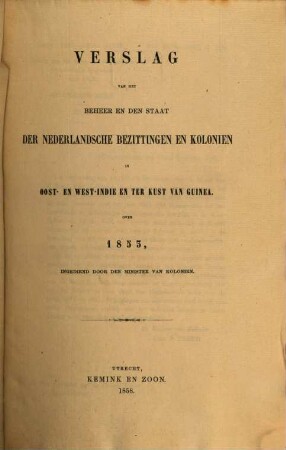 VERSLAG
VAN HET
BEHEER EN DEN STAAT
DER NEDERLANDSCHE BEZITTINGEN EN KOLONIEN
IN
OOST- EN WEST-INDIE EN TER KUST VAN GUINEA.
OVER
1855,
INGEDIEND DOOR DEN MINISTER VAN KOLONIEN.
UTRECHT,
KEMINK EN ZOON.
1858.